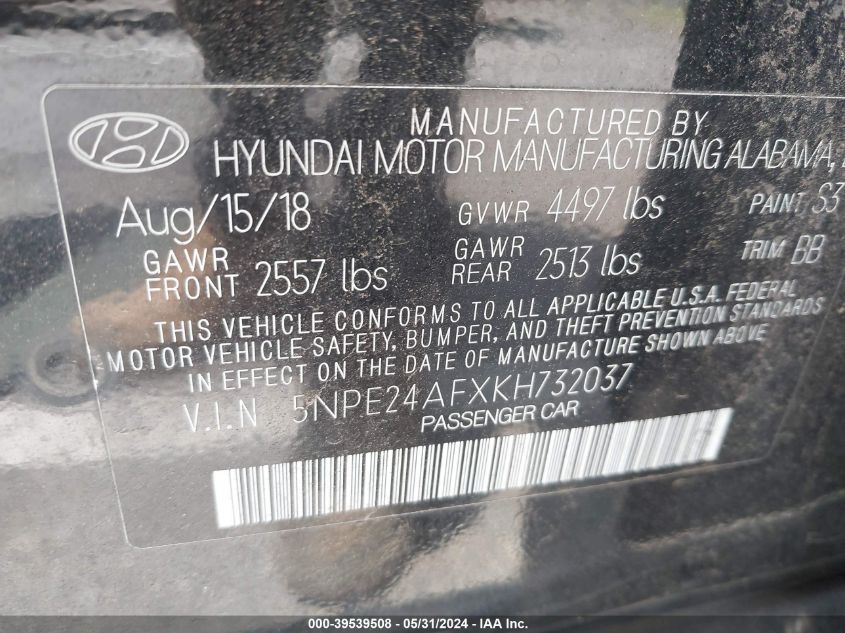 MANUFACTURED BY
HYUNDAI MOTOR MANUFACTURING ALABAMA,
Aug/15/18 GVWR 4497 lbs PAINT S3
GAWR FRONT 2557 lbs GAWR REAR 2513 lbs TRIM BB
THIS VEHICLE CONFORMS TO ALL APPLICABLE U.S.A. FEDERAL
MOTOR VEHICLE SAFETY, BUMPER, AND THEFT PREVENTION STANDARDS
IN EFFECT ON THE DATE OF MANUFACTURE SHOWN ABOVE
V.I.N 5NPE24AFXKH732037
PASSENGER CAR
000-39539508 - 05/31/2024 - IAA Inc.